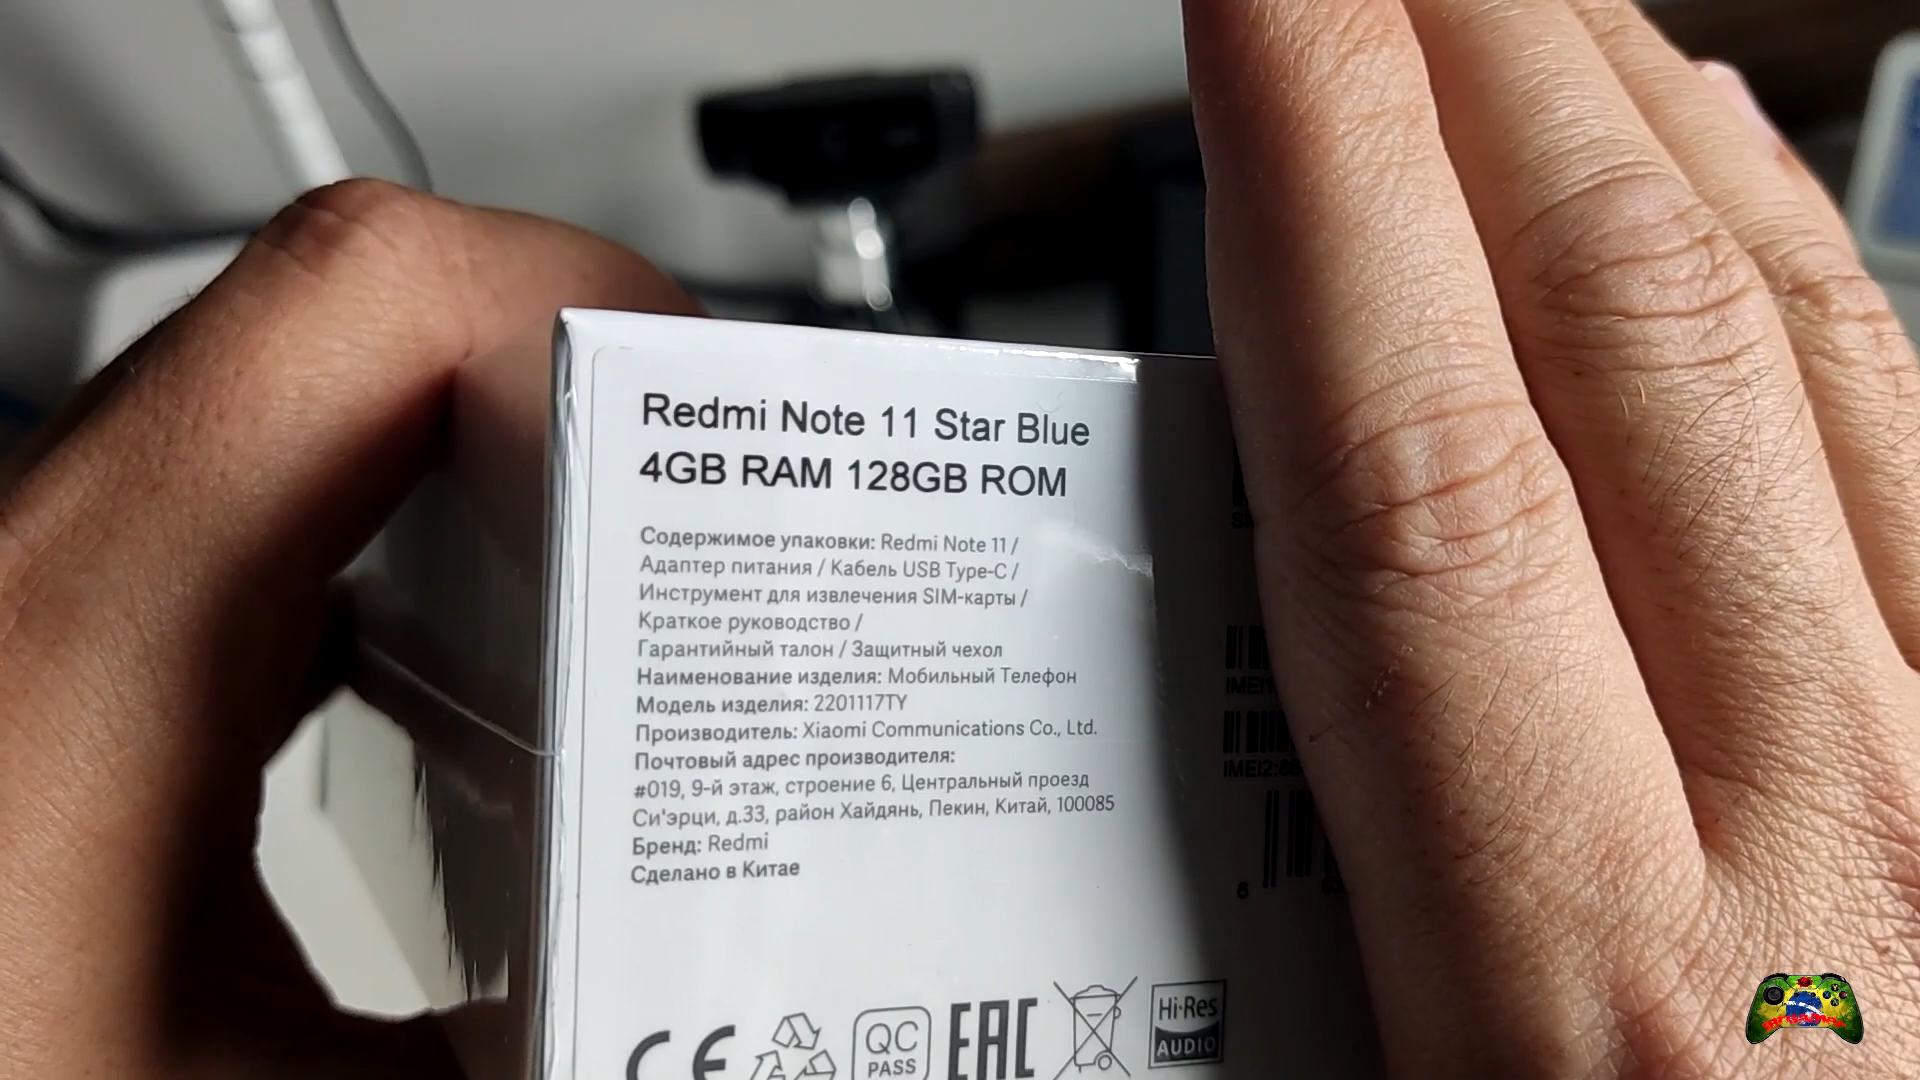 Redmi Note 11 Star Blue
4GB RAM 128GB ROM
Содержимое упаковки: Redmi Note 11 /
Адаптер питания / Кабель USB Type-C /
Инструмент для извлечения SIM-карты /
Краткое руководство /
Гарантийный талон / Защитный чехол
Наименование изделия: Мобильный Телефон
Модель изделия: 2201117TY
Производитель: Xiaomi Communications Co., Ltd.
Почтовый адрес производителя:
#019, 9-й этаж, строение 6, Центральный проезд
Си'эрци, д.33, район Хайдянь, Пекин, Китай, 100085
Бренд: Redmi
Сделано в Китае
CE
QC
PASS
EAC
Hi-Res
AUDIO
IMEI2: